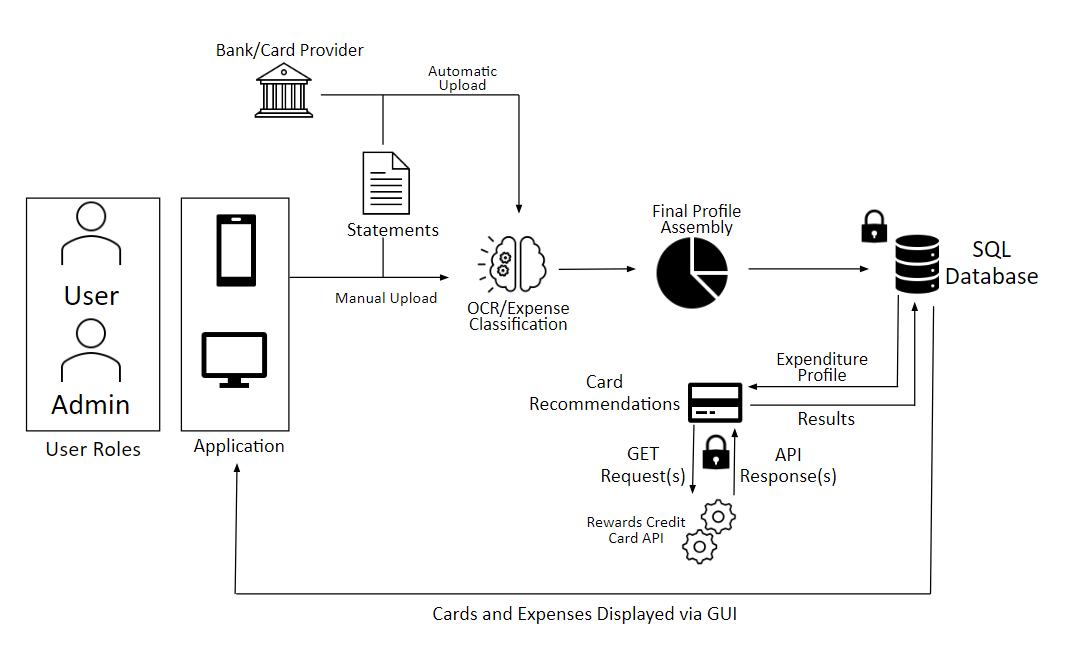 Bank/Card Provider
Automatic
Upload
Statements
Manual Upload
User
Admin
User Roles
Application
OCR/Expense
Classification
Final Profile
Assembly
SQL
Database
Expenditure
Profile
Results
Card
Recommendations
GET
Request(s)
API
Response(s)
Rewards Credit
Card API
Cards and Expenses Displayed via GUI